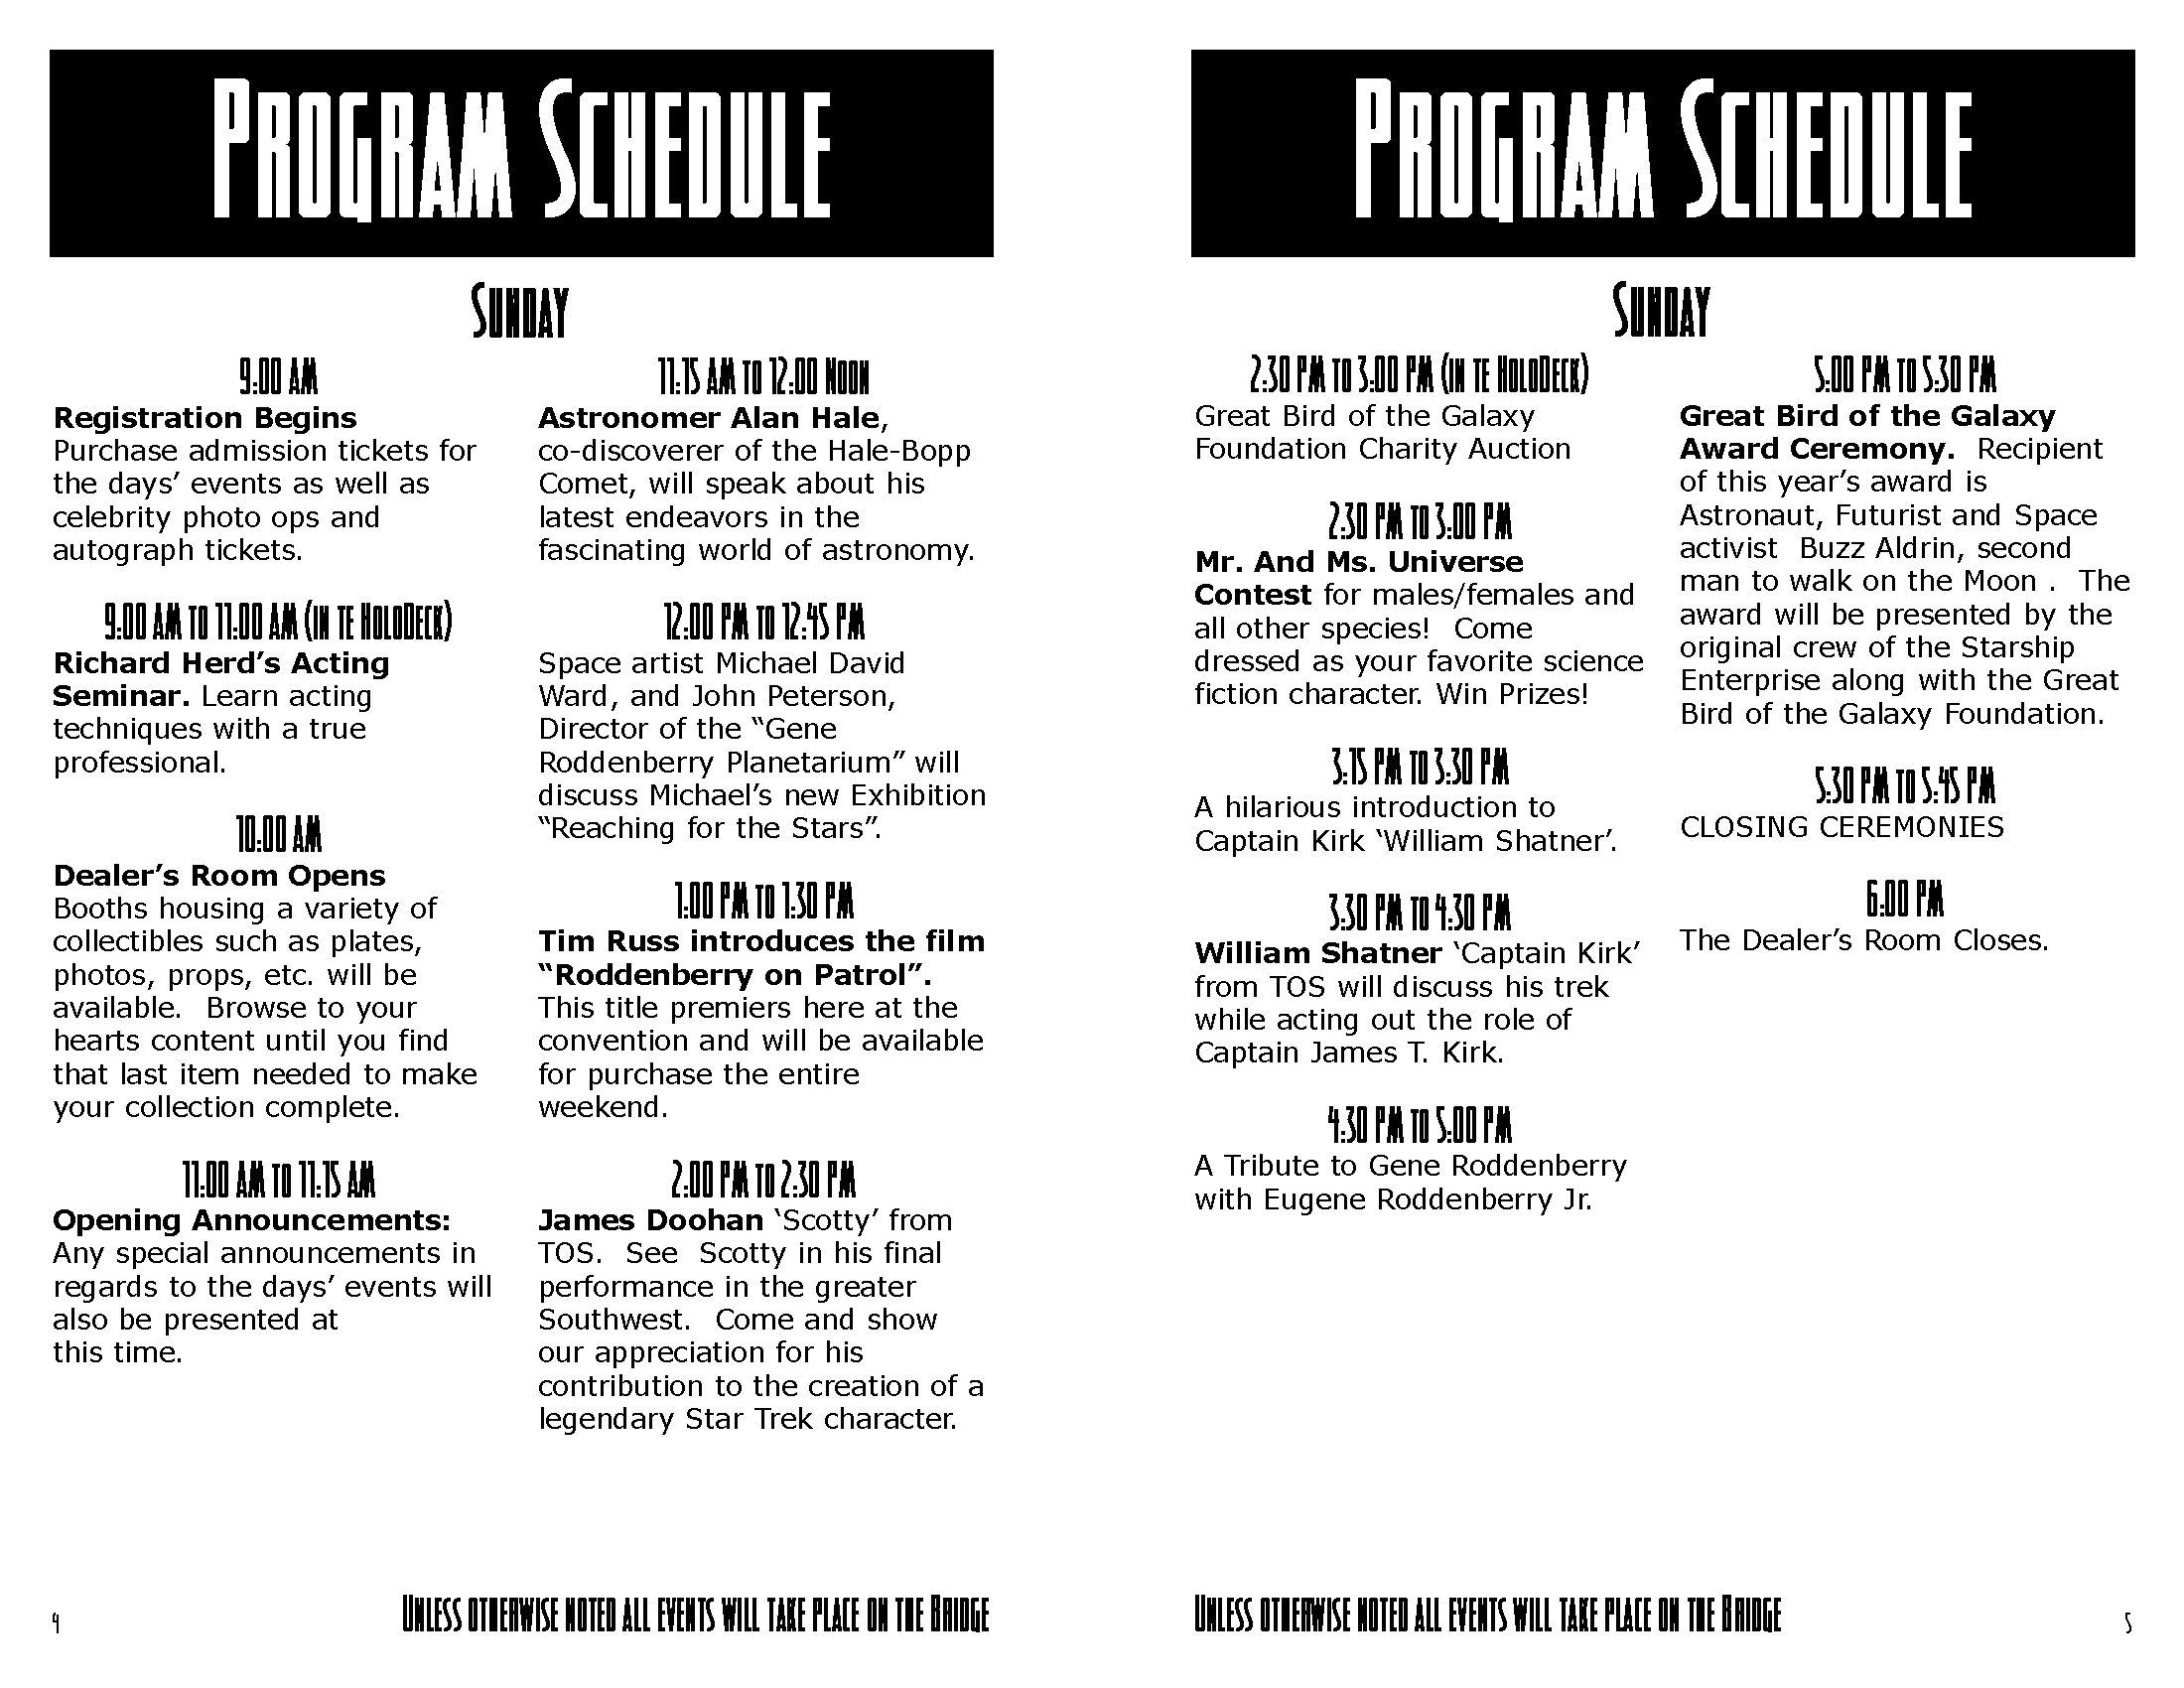 Program Schedule
Sunday
9:00 AM
Registration Begins
Purchase admission tickets for
the days’ events as well as
celebrity photo ops and
autograph tickets.
9:00 AM to 11:00 AM (in te HoloDeck)
Richard Herd’s Acting
Seminar. Learn acting
techniques with a true
professional.
10:00 AM
Dealer’s Room Opens
Booths housing a variety of
collectibles such as plates,
photos, props, etc. will be
available.  Browse to your
hearts content until you find
that last item needed to make
your collection complete.
11:00 AM to 11:15 AM
Opening Announcements:
Any special announcements in
regards to the days’ events will
also be presented at
this time.
11:15 AM to 12:00 Noon
Astronomer Alan Hale,
co-discoverer of the Hale-Bopp
Comet, will speak about his
latest endeavors in the
fascinating world of astronomy.
12:00 PM to 12:45 PM
Space artist Michael David
Ward, and John Peterson,
Director of the “Gene
Roddenberry Planetarium” will
discuss Michael’s new Exhibition
“Reaching for the Stars”.
1:00 PM to 1:30 PM
Tim Russ introduces the film
“Roddenberry on Patrol”.
This title premiers here at the
convention and will be available
for purchase the entire
weekend.
2:00 PM to 2:30 PM
James Doohan ‘Scotty’ from
TOS.  See  Scotty in his final
performance in the greater
Southwest.  Come and show
our appreciation for his
contribution to the creation of a
legendary Star Trek character.
4
Unless otherwise noted all events will take place on the Bridge
Program Schedule
Sunday
2:30 PM to 3:00 PM (in te HoloDeck)
Great Bird of the Galaxy
Foundation Charity Auction
2:30 PM to 3:00 PM
Mr. And Ms. Universe
Contest for males/females and
all other species!  Come
dressed as your favorite science
fiction character. Win Prizes!
3:15 PM to 3:30 PM
A hilarious introduction to
Captain Kirk ‘William Shatner’.
3:30 PM to 4:30 PM
William Shatner ‘Captain Kirk’
from TOS will discuss his trek
while acting out the role of
Captain James T. Kirk.
4:30 PM to 5:00 PM
A Tribute to Gene Roddenberry
with Eugene Roddenberry Jr.
5:00 PM to 5:30 PM
Great Bird of the Galaxy
Award Ceremony.  Recipient
of this year’s award is
Astronaut, Futurist and Space
activist  Buzz Aldrin, second
man to walk on the Moon .  The
award will be presented by the
original crew of the Starship
Enterprise along with the Great
Bird of the Galaxy Foundation.
5:30 PM to 5:45 PM
CLOSING CEREMONIES
6:00 PM
The Dealer’s Room Closes.
Unless otherwise noted all events will take place on the Bridge
5